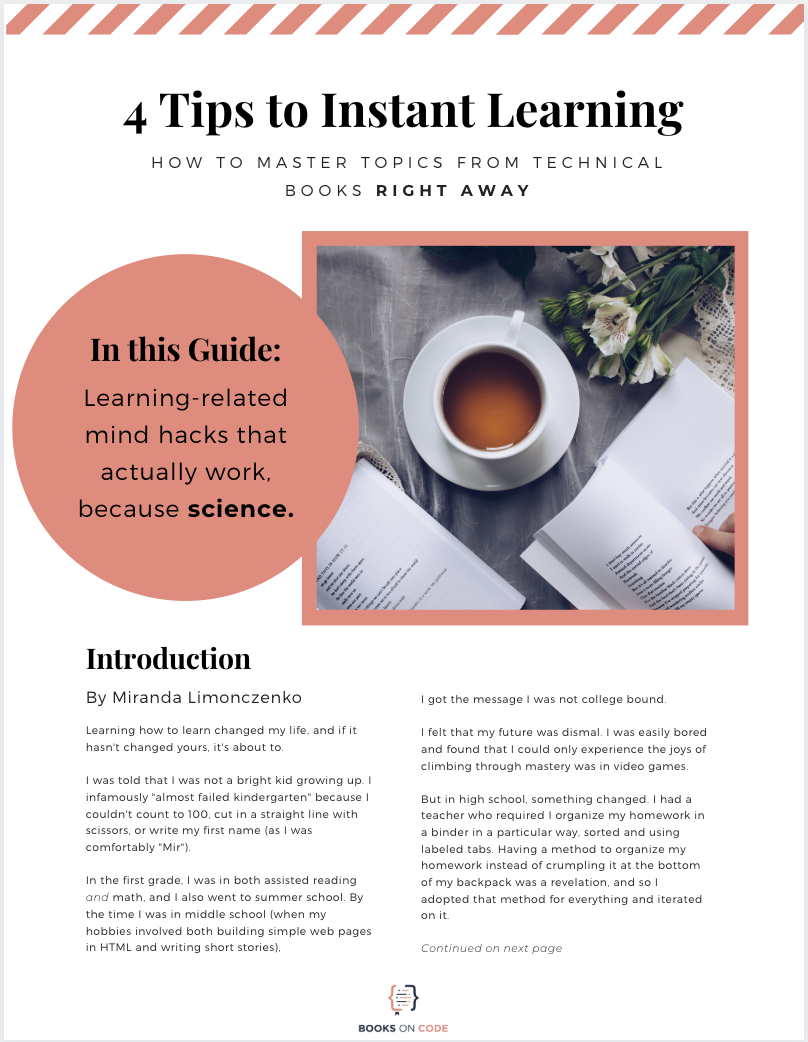 4 Tips to Instant Learning
HOW TO MASTER TOPICS FROM TECHNICAL
BOOKS RIGHT AWAY
In this Guide:
Learning-related
mind hacks that
actually work,
because science.
Introduction
By Miranda Limonczenko
Learning how to learn changed my life, and if it
hasn't changed yours, it's about to.
I was told that I was not a bright kid growing up. I
infamously "almost failed kindergarten" because I
couldn't count to 100, cut in a straight line with
scissors, or write my first name (as I was
comfortably "Mir").
In the first grade, I was in both assisted reading
and math, and I also went to summer school. By
the time I was in middle school (when my
hobbies involved both building simple web pages
in HTML and writing short stories),
I got the message I was not college bound.
I felt that my future was dismal. I was easily bored
and found that I could only experience the joys of
climbing through mastery was in video games.
But in high school, something changed. I had a
teacher who required I organize my homework in
a binder in a particular way, sorted and using
labeled tabs. Having a method to organize my
homework instead of crumpling it at the bottom
of my backpack was a revelation, and so I
adopted that method for everything and iterated
on it.
Continued on next page
BOOKS ON CODE